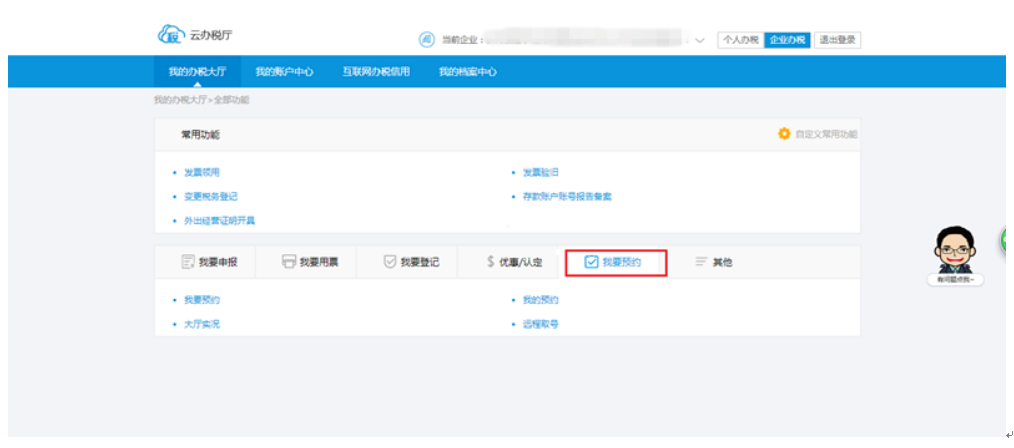 云办税厅
阅 当前企业： 个人办税 企业办税 退出登录
我的办税大厅 我的账户中心 互联网办税信用 我的档案中心
我的办税大厅>全部功能
常用功能 自定义常用功能
• 发票领用 • 发票验旧
• 变更税务登记 • 存款账户账号报告备案
• 外出经营证明开具
我要申报 我要用票 我要登记 $ 优惠/认定 我要预约 其他
• 我要预约 • 我的预约
• 大厅实况 • 远程取号
有问题点我~